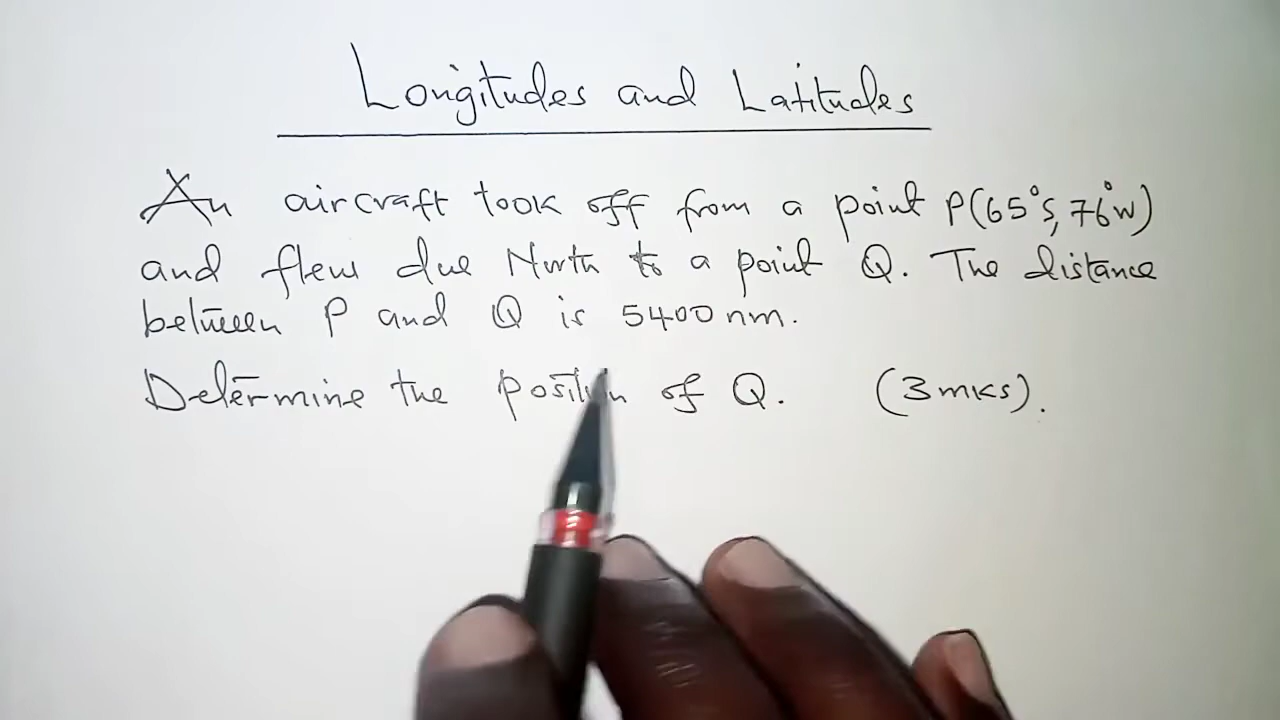 Longitudes and Latitudes
An aircraft took off from a point P(65°S, 76°W)
and flew due North to a point Q. The distance
between P and Q is 5400 nm.
Determine the position of Q. (3mks).